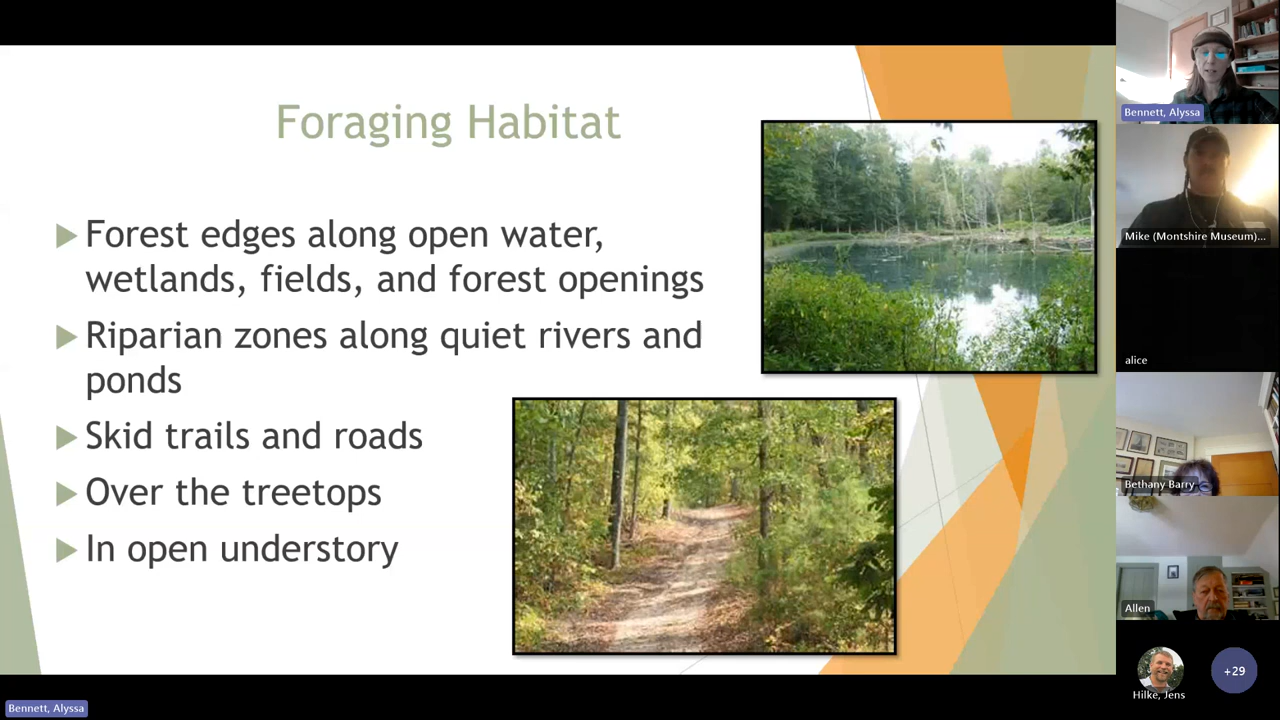 Foraging Habitat
Forest edges along open water,
wetlands, fields, and forest openings
Riparian zones along quiet rivers and
ponds
Skid trails and roads
Over the treetops
In open understory
Bennett, Alyssa
Mike (Montshire Museum)...
alice
Bethany Barry
Allen
Hilke, Jens
+29
Bennett, Alyssa